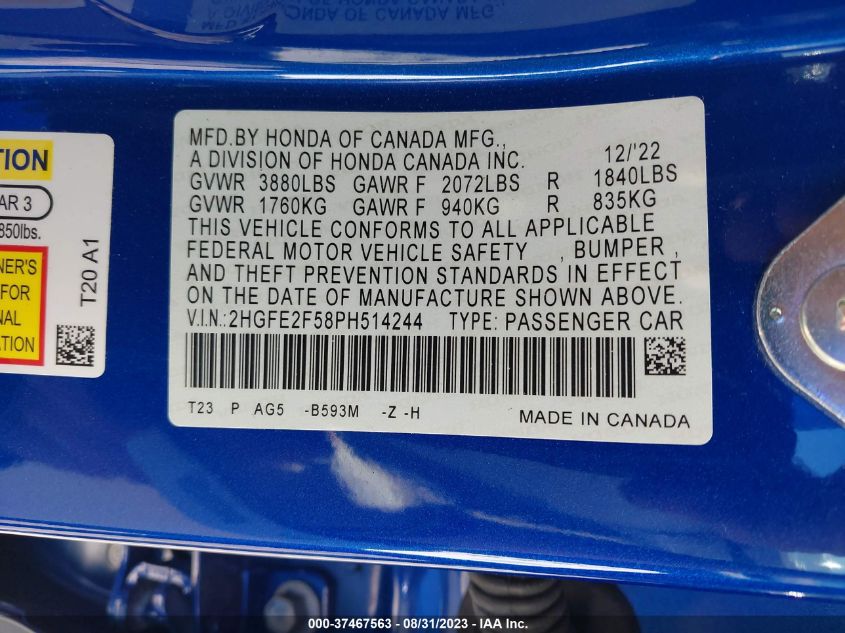 MFD.BY HONDA OF CANADA MFG.,
A DIVISION OF HONDA CANADA INC. 12/'22
GVWR 3880LBS GAWR F 2072LBS R 1840LBS
GVWR 1760KG GAWR F 940KG R 835KG
THIS VEHICLE CONFORMS TO ALL APPLICABLE
FEDERAL MOTOR VEHICLE SAFETY , BUMPER ,
AND THEFT PREVENTION STANDARDS IN EFFECT
ON THE DATE OF MANUFACTURE SHOWN ABOVE.
V.I.N.:2HGFE2F58PH514244 TYPE: PASSENGER CAR
T23 P AG5 -B593M -Z -H
MADE IN CANADA
TION
AR 3
850lbs.
NER'S
FOR
NAL
ATION
T20 A1
000-37467563 - 08/31/2023 - IAA Inc.